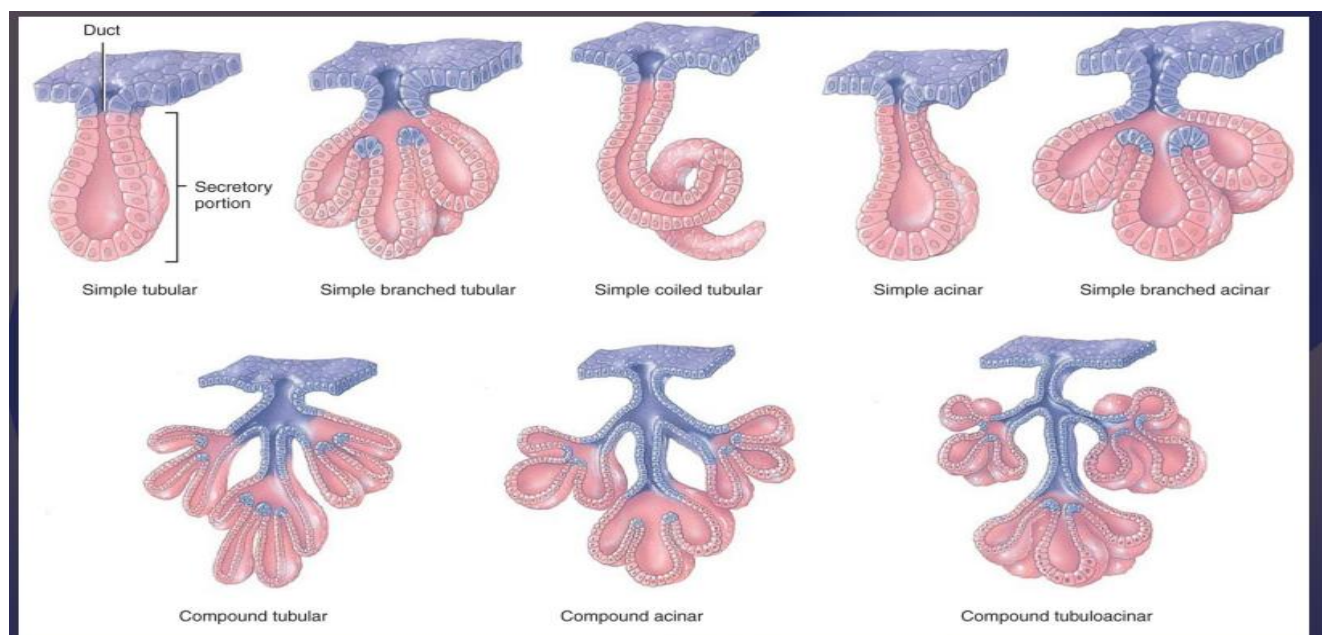 Duct
Secretory
portion
Simple tubular
Simple branched tubular
Simple coiled tubular
Simple acinar
Simple branched acinar
Compound tubular
Compound acinar
Compound tubuloacinar